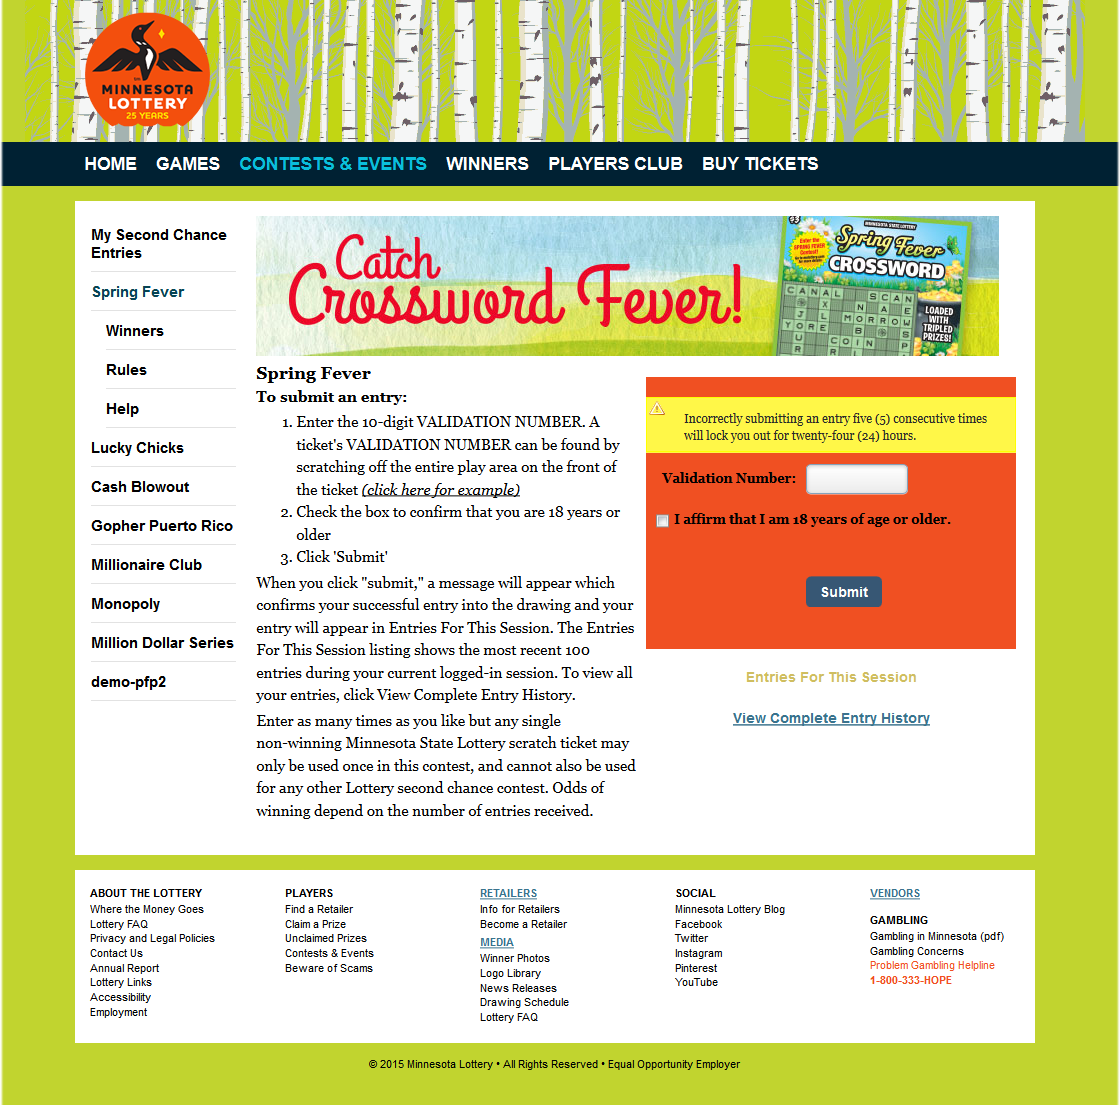 MINNESOTA
LOTTERY
25 YEARS
HOME GAMES CONTESTS & EVENTS WINNERS PLAYERS CLUB BUY TICKETS
My Second Chance
Entries
Spring Fever
Winners
Rules
Help
Lucky Chicks
Cash Blowout
Gopher Puerto Rico
Millionaire Club
Monopoly
Million Dollar Series
demo-pfp2
Catch
Crossword Fever!
$3
MINNESOTA STATE LOTTERY
Enter the
SPRING FEVER
Contest!
Spring Fever
CROSSWORD
CANAL SCAN
LOADED
WITH
TRIPLED
PRIZES!
Spring Fever
To submit an entry:
1. Enter the 10-digit VALIDATION NUMBER. A
ticket's VALIDATION NUMBER can be found by
scratching off the entire play area on the front of
the ticket (click here for example)
2. Check the box to confirm that you are 18 years or
older
3. Click 'Submit'
When you click "submit," a message will appear which
confirms your successful entry into the drawing and your
entry will appear in Entries For This Session. The Entries
For This Session listing shows the most recent 100
entries during your current logged-in session. To view all
your entries, click View Complete Entry History.
Enter as many times as you like but any single
non-winning Minnesota State Lottery scratch ticket may
only be used once in this contest, and cannot also be used
for any other Lottery second chance contest. Odds of
winning depend on the number of entries received.
Incorrectly submitting an entry five (5) consecutive times
will lock you out for twenty-four (24) hours.
Validation Number:
I affirm that I am 18 years of age or older.
Submit
Entries For This Session
View Complete Entry History
ABOUT THE LOTTERY
Where the Money Goes
Lottery FAQ
Privacy and Legal Policies
Contact Us
Annual Report
Lottery Links
Accessibility
Employment
PLAYERS
Find a Retailer
Claim a Prize
Unclaimed Prizes
Contests & Events
Beware of Scams
RETAILERS
Info for Retailers
Become a Retailer
MEDIA
Winner Photos
Logo Library
News Releases
Drawing Schedule
Lottery FAQ
SOCIAL
Minnesota Lottery Blog
Facebook
Twitter
Instagram
Pinterest
YouTube
VENDORS
GAMBLING
Gambling in Minnesota (pdf)
Gambling Concerns
Problem Gambling Helpline
1-800-333-HOPE
© 2015 Minnesota Lottery • All Rights Reserved • Equal Opportunity Employer